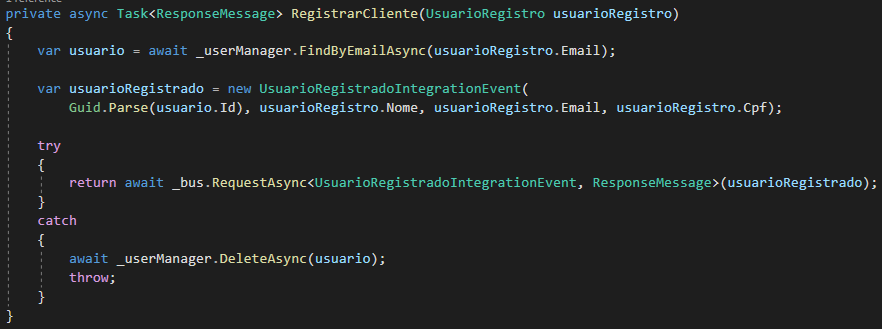 private async Task<ResponseMessage> RegistrarCliente(UsuarioRegistro usuarioRegistro)
{
var usuario = await _userManager.FindByEmailAsync(usuarioRegistro.Email);
var usuarioRegistrado = new UsuarioRegistradoIntegrationEvent(
Guid.Parse(usuario.Id), usuarioRegistro.Nome, usuarioRegistro.Email, usuarioRegistro.Cpf);
try
{
return await _bus.RequestAsync<UsuarioRegistradoIntegrationEvent, ResponseMessage>(usuarioRegistrado);
}
catch
{
await _userManager.DeleteAsync(usuario);
throw;
}
}